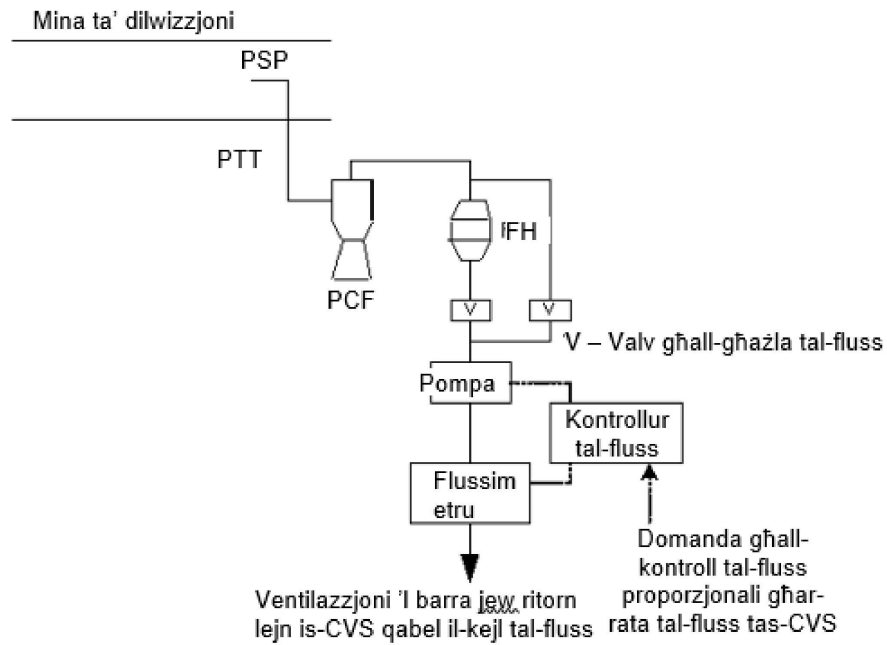 Mina ta’ dilwizzjoni
PSP
PTT
FH
PCF
V
V
V – Valv għall-għażla tal-fluss
Pompa
Kontrollur
tal-fluss
Flussim
etru
Domanda għall-
kontroll tal-fluss
proporzjonali għar-
rata tal-fluss tas-CVS
Ventilazzjoni ’l barra jew ritorn
lejn is-CVS qabel il-kejl tal-fluss